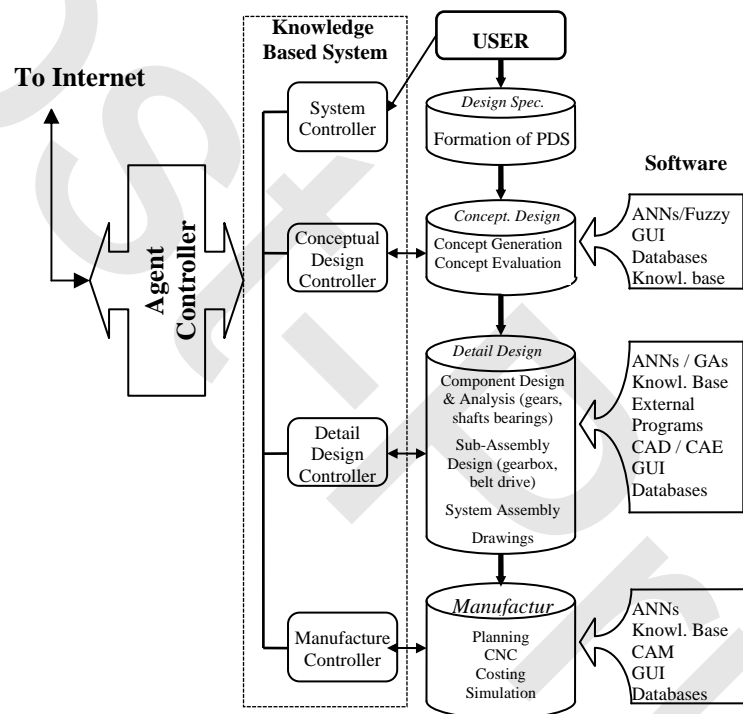 Knowledge
Based System
USER
To Internet
System
Controller
Design Spec.
Formation of PDS
Software
Agent
Controller
Conceptual
Design
Controller
Concept. Design
Concept Generation
Concept Evaluation
ANNs/Fuzzy
GUI
Databases
Knowl. base
Detail
Design
Controller
Detail Design
Component Design
& Analysis (gears,
shafts bearings)
Sub-Assembly
Design (gearbox,
belt drive)
System Assembly
Drawings
ANNs / GAs
Knowl. Base
External
Programs
CAD / CAE
GUI
Databases
Manufacture
Controller
Manufactur
Planning
CNC
Costing
Simulation
ANNs
Knowl. Base
CAM
GUI
Databases